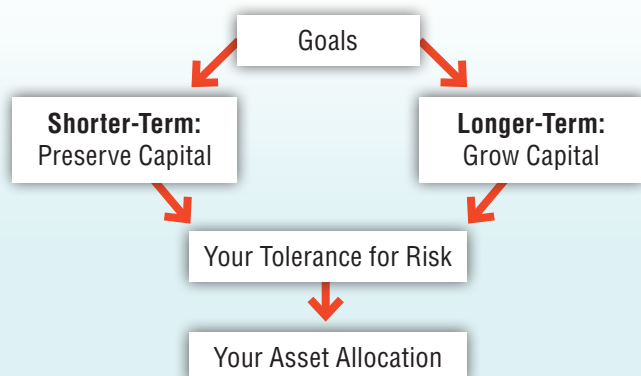 Goals
Shorter-Term:
Preserve Capital
Longer-Term:
Grow Capital
Your Tolerance for Risk
Your Asset Allocation